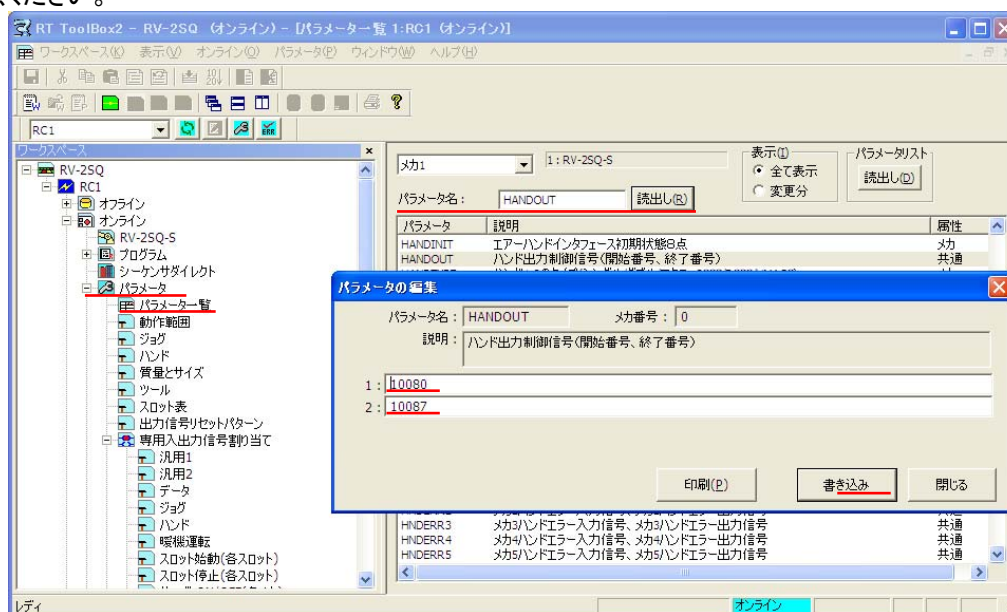 ください。
RT ToolBox2 - RV-2SQ (オンライン) - [パラメーター覧 1:RC1 (オンライン)]
ワークスペース(K) 表示(V) オンライン(O) パラメータ(P) ウィンドウ(W) ヘルプ(H)
RC1
ワークスペース
RV-2SQ
RC1
オフライン
オンライン
RV-2SQ-S
プログラム
シーケンサダイレクト
パラメータ
パラメーター覧
動作範囲
ジョグ
ハンド
質量とサイズ
ツール
スロット表
出力信号リセットパターン
専用入出力信号割り当て
汎用1
汎用2
データ
ジョグ
ハンド
暖機運転
スロット始動(各スロット)
スロット停止(各スロット)
メカ1
1 : RV-2SQ-S
表示(I)
全て表示
変更分
パラメータリスト
読出し(D)
パラメータ名 :
HANDOUT
読出し(R)
パラメータ 説明 属性
HANDINIT エアーハンドインタフェース初期状態8点 メカ
HANDOUT ハンド出力制御信号(開始番号、終了番号) 共通
パラメータの編集
パラメータ名 : HANDOUT メカ番号 : 0
説明 : ハンド出力制御信号(開始番号、終了番号)
1 : 10080
2 : 10087
印刷(P) 書き込み 閉じる
HNDERR3 メカ3ハンドエラー入力信号、メカ3ハンドエラー出力信号 共通
HNDERR4 メカ4ハンドエラー入力信号、メカ4ハンドエラー出力信号 共通
HNDERR5 メカ5ハンドエラー入力信号、メカ5ハンドエラー出力信号 共通
レディ
オンライン